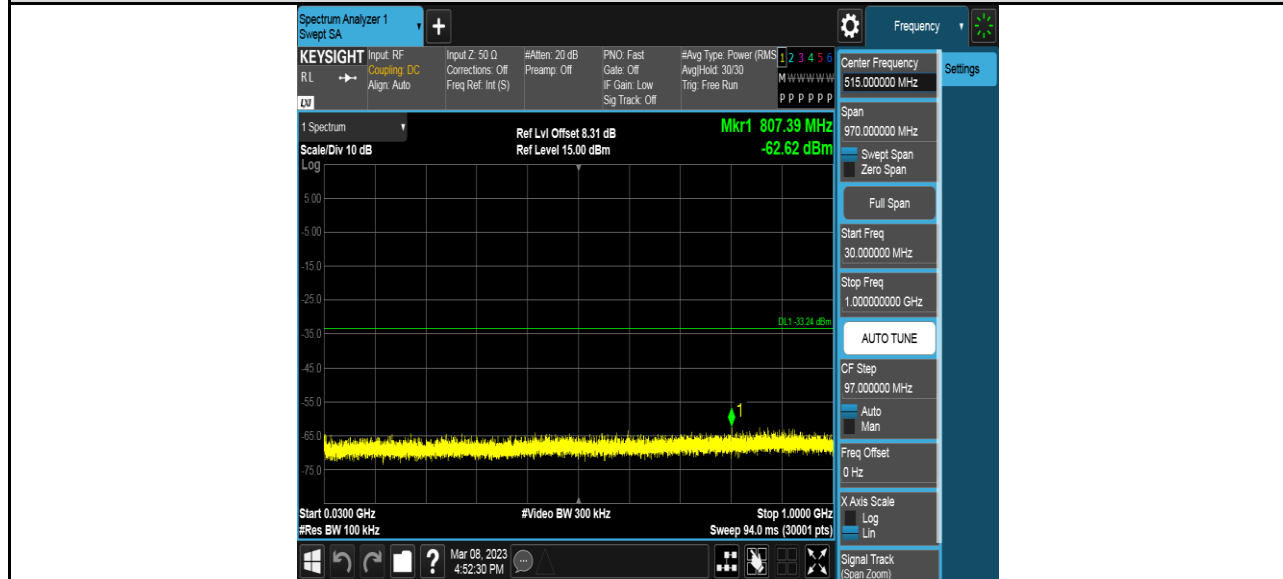 Spectrum Analyzer 1
Swept SA
+
Frequency
KEYSIGHT
RL
LXI
Input: RF
Coupling: DC
Align: Auto
Input Z: 50 Ω
Corrections: Off
Freq Ref: Int (S)
#Atten: 20 dB
Preamp: Off
PNO: Fast
Gate: Off
IF Gain: Low
Sig Track: Off
#Avg Type: Power (RMS
Avg|Hold: 30/30
Trig: Free Run
1 2 3 4 5 6
M W W W W W
P P P P P P
1 Spectrum
Scale/Div 10 dB
Log
Ref Lvl Offset 8.31 dB
Ref Level 15.00 dBm
Mkr1 807.39 MHz
-62.62 dBm
5.00
-5.00
-15.0
-25.0
-35.0
-45.0
-55.0
-65.0
-75.0
DL1 -33.24 dBm
1
Start 0.0300 GHz
#Res BW 100 kHz
#Video BW 300 kHz
Stop 1.0000 GHz
Sweep 94.0 ms (30001 pts)
?
Mar 08, 2023
4:52:30 PM
Center Frequency
515.000000 MHz
Settings
Span
970.000000 MHz
Swept Span
Zero Span
Full Span
Start Freq
30.000000 MHz
Stop Freq
1.000000000 GHz
AUTO TUNE
CF Step
97.000000 MHz
Auto
Man
Freq Offset
0 Hz
X Axis Scale
Log
Lin
Signal Track
(Span Zoom)